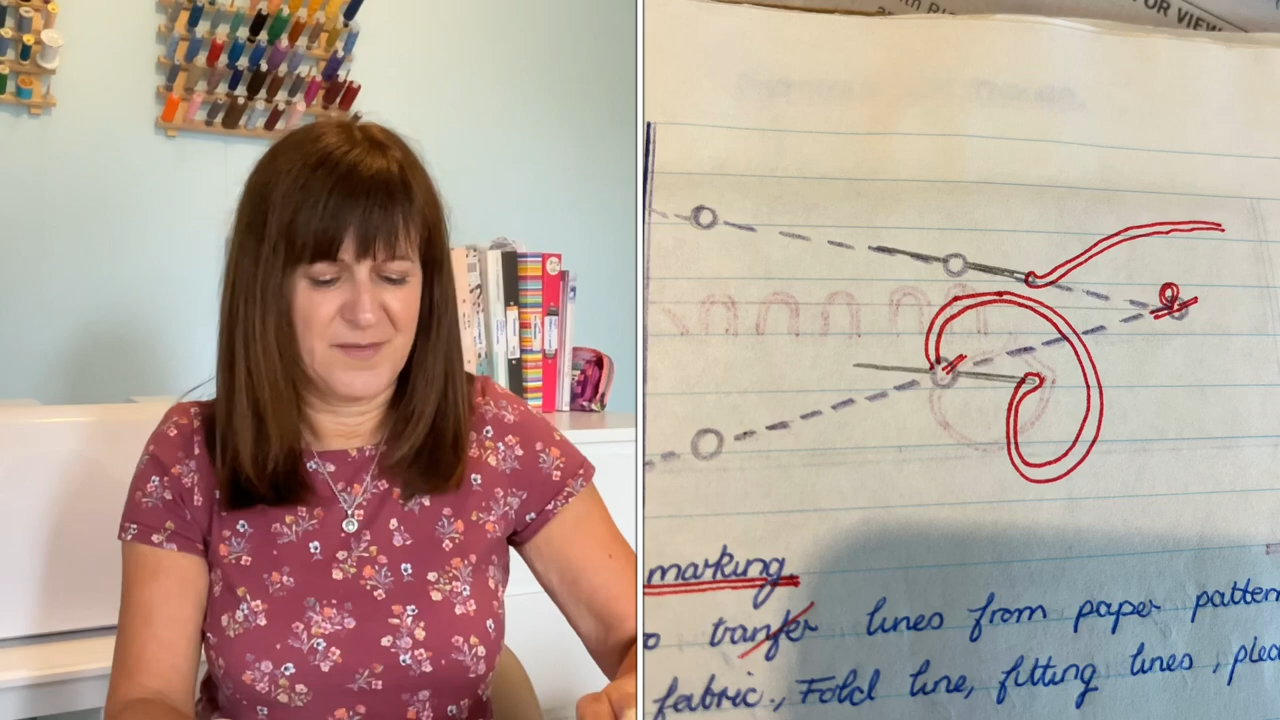 OR VIEW
marking
o tranfer lines from paper patter
fabric., Fold line, fitting lines, plea